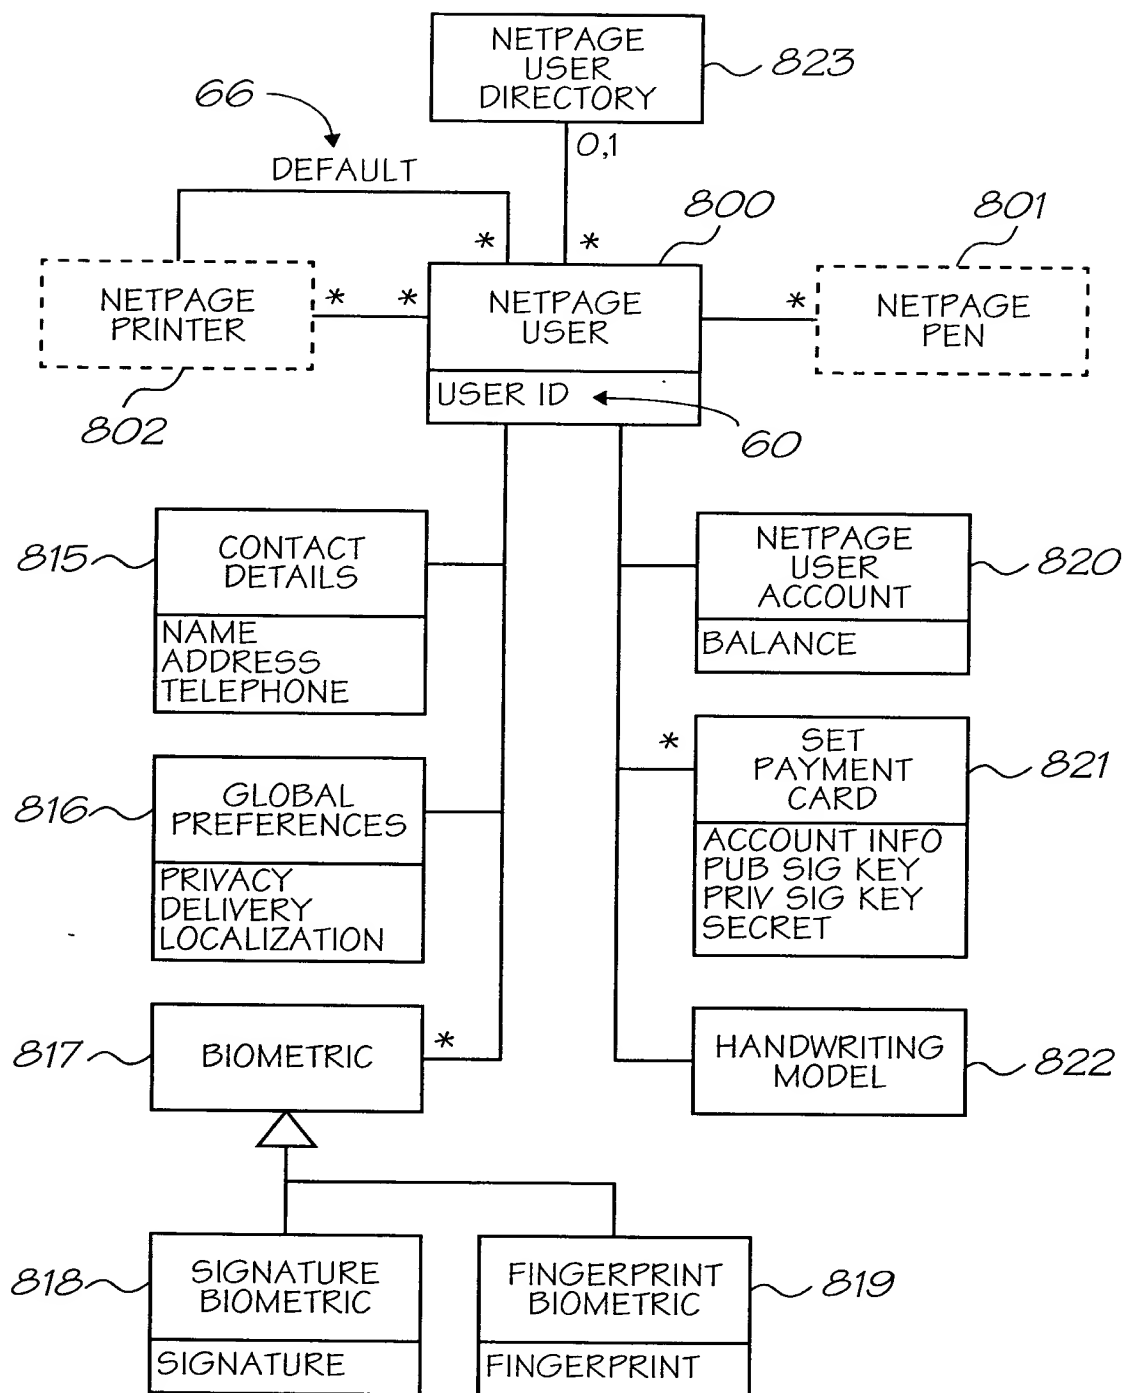 NETPAGE
USER
DIRECTORY
823
66
0,1
DEFAULT
800
801
*
*
NETPAGE
PRINTER
*
*
NETPAGE
USER
*
NETPAGE
PEN
802
USER ID
60
815
CONTACT
DETAILS
NAME
ADDRESS
TELEPHONE
NETPAGE
USER
ACCOUNT
820
BALANCE
816
GLOBAL
PREFERENCES
PRIVACY
DELIVERY
LOCALIZATION
*
SET
PAYMENT
CARD
821
ACCOUNT INFO
PUB SIG KEY
PRIV SIG KEY
SECRET
817
BIOMETRIC
*
HANDWRITING
MODEL
822
818
SIGNATURE
BIOMETRIC
SIGNATURE
FINGERPRINT
BIOMETRIC
819
FINGERPRINT